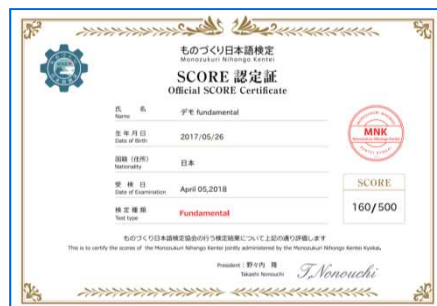 ものづくり日本語検定
Monozukuri Nihongo Kentei
SCORE 認定証
Official SCORE Certificate
氏 名
Name
デモ fundamental
生年月日
Date of Birth
2017/05/26
国籍（住所）
Nationality
日本
受 検 日
Date of Examination
April 05,2018
検定種類
Test type
Fundamental
MNK
Monozukuri Nihongo Kentei
SCORE
160/500
ものづくり日本語検定協会の行う検定結果について上記の通り評価します
This is to certify the scores of the Monozukuri Nihongo Kentei jointly administered by the Monozukuri Nihongo Kentei Kyokai.
President : 野々内 隆
Takashi Nonouchi
T.Nonouchi